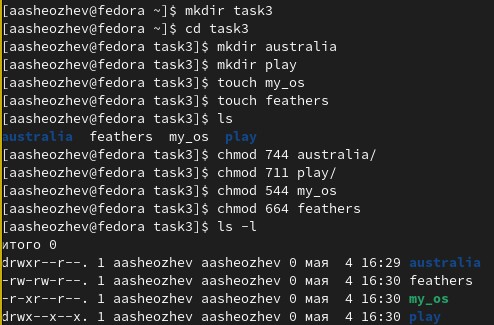 [aasheozhev@fedora ~]$ mkdir task3
[aasheozhev@fedora ~]$ cd task3
[aasheozhev@fedora task3]$ mkdir australia
[aasheozhev@fedora task3]$ mkdir play
[aasheozhev@fedora task3]$ touch my_os
[aasheozhev@fedora task3]$ touch feathers
[aasheozhev@fedora task3]$ ls
australia  feathers  my_os  play
[aasheozhev@fedora task3]$ chmod 744 australia/
[aasheozhev@fedora task3]$ chmod 711 play/
[aasheozhev@fedora task3]$ chmod 544 my_os
[aasheozhev@fedora task3]$ chmod 664 feathers
[aasheozhev@fedora task3]$ ls -l
итого 0
drwxr--r--. 1 aasheozhev aasheozhev 0 мая  4 16:29 australia
-rw-rw-r--. 1 aasheozhev aasheozhev 0 мая  4 16:30 feathers
-r-xr--r--. 1 aasheozhev aasheozhev 0 мая  4 16:30 my_os
drwx--x--x. 1 aasheozhev aasheozhev 0 мая  4 16:30 play